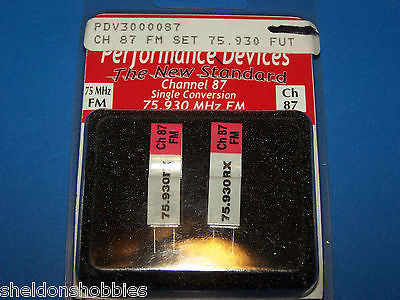 PDV3000087
CH 87 FM SET 75.930 FUT
Performance Devices
The New Standard
Channel 87
Single Conversion
75.930 MHz FM
75 MHz
FM
Ch
87
Ch 87
FM
75.930RX
Ch 87
FM
75.930RX
sheldonshobbies